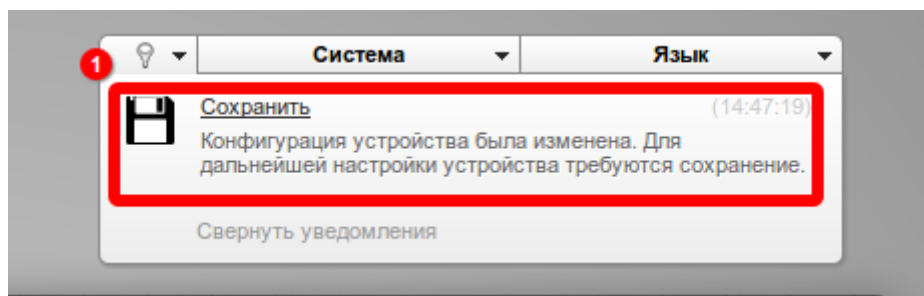 1
Система
Язык
Сохранить (14:47:19)
Конфигурация устройства была изменена. Для
дальнейшей настройки устройства требуются сохранение.
Свернуть уведомления